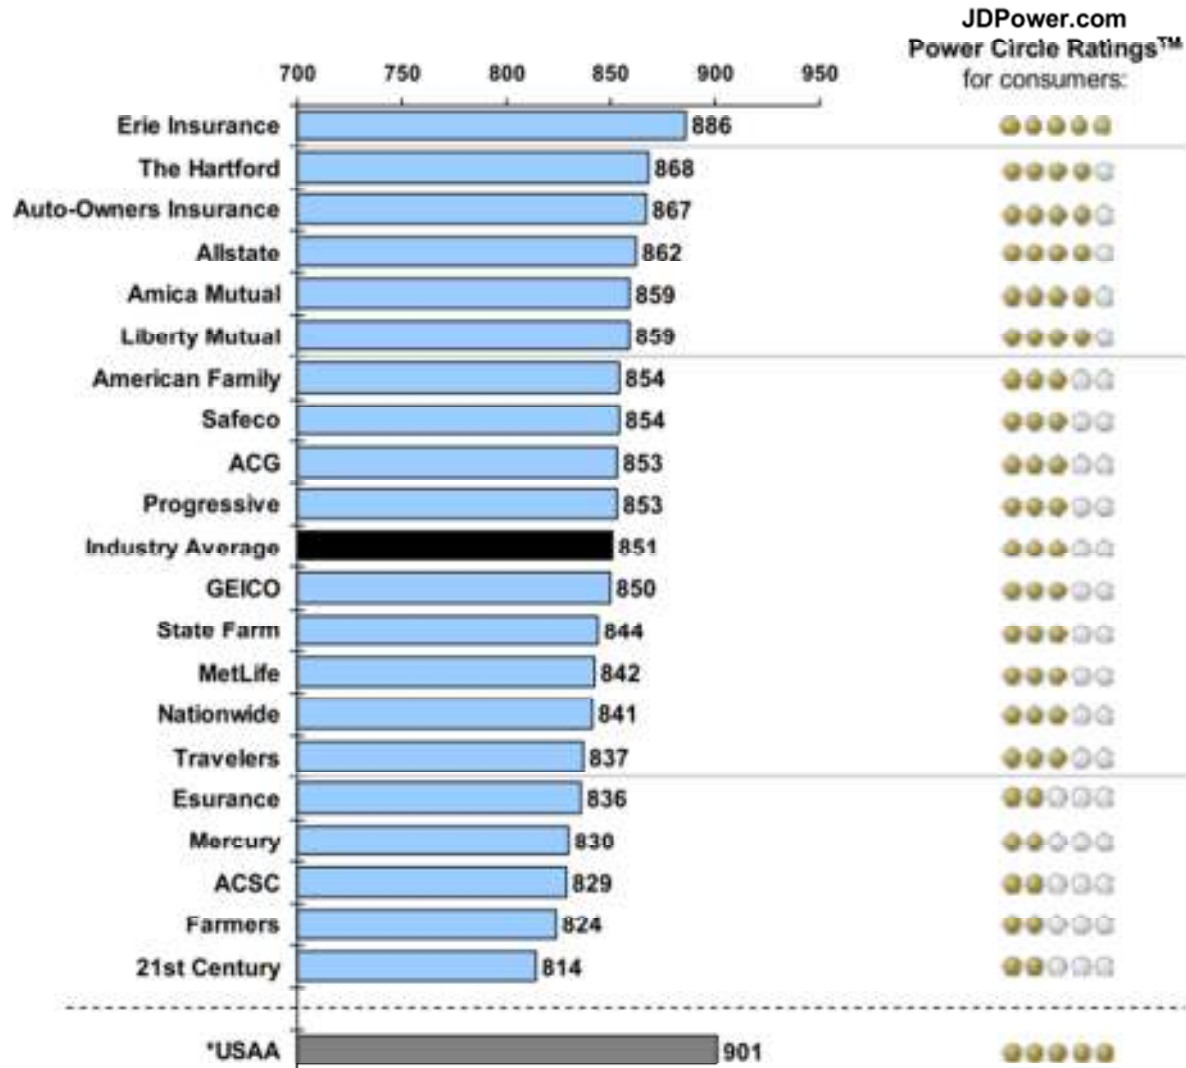 JDPower.com
Power Circle Ratings™
for consumers:
700 750 800 850 900 950
Erie Insurance 886
The Hartford 868
Auto-Owners Insurance 867
Allstate 862
Amica Mutual 859
Liberty Mutual 859
American Family 854
Safeco 854
ACG 853
Progressive 853
Industry Average 851
GEICO 850
State Farm 844
MetLife 842
Nationwide 841
Travelers 837
Esurance 836
Mercury 830
ACSC 829
Farmers 824
21st Century 814
*USAA 901